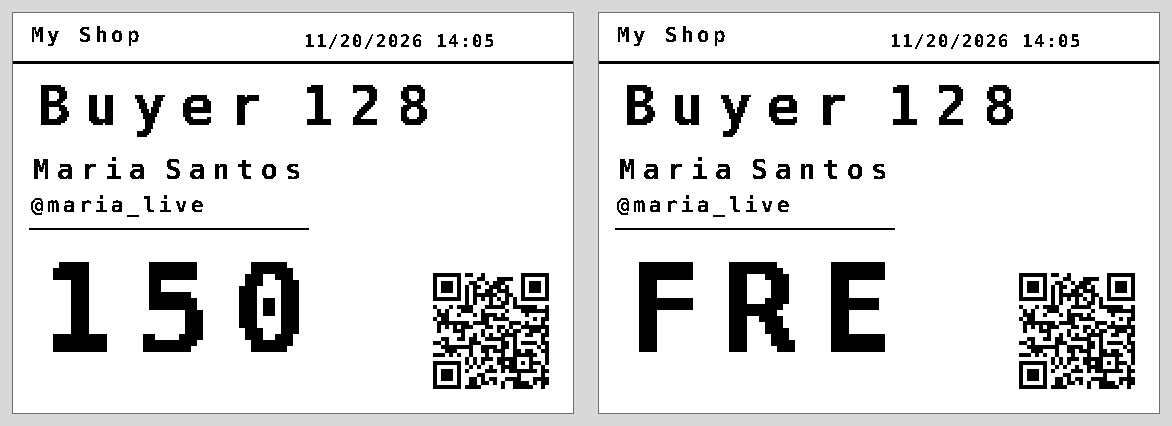 My Shop
11/20/2026 14:05
Buyer 128
Maria Santos
@maria_live
150
My Shop
11/20/2026 14:05
Buyer 128
Maria Santos
@maria_live
FRE